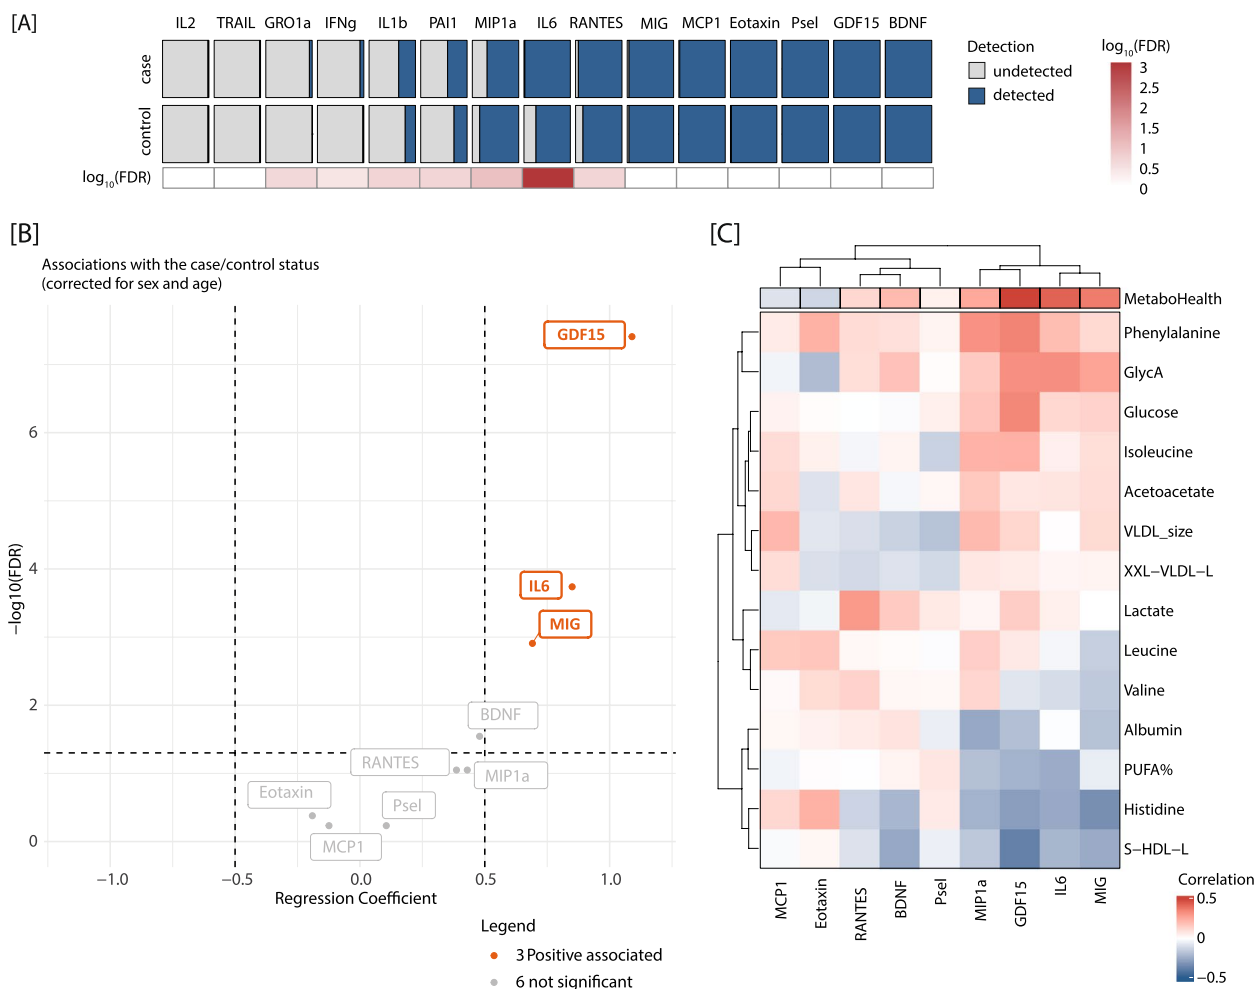 [A]
IL2 TRAIL GRO1a IFNg IL1b PAI1 MIP1a IL6 RANTES MIG MCP1 Eotaxin Psel GDF15 BDNF
case
control
log10(FDR)
Detection
undetected
detected
log10(FDR)
3
2.5
2
1.5
1
0.5
0
[B]
Associations with the case/control status
(corrected for sex and age)
−log10(FDR)
6
4
2
0
GDF15
IL6
MIG
BDNF
RANTES
MIP1a
Eotaxin
Psel
MCP1
−1.0 −0.5 0.0 0.5 1.0
Regression Coefficient
Legend
3 Positive associated
6 not significant
[C]
MetaboHealth
Phenylalanine
GlycA
Glucose
Isoleucine
Acetoacetate
VLDL_size
XXL−VLDL−L
Lactate
Leucine
Valine
Albumin
PUFA%
Histidine
S−HDL−L
MCP1 Eotaxin RANTES BDNF Psel MIP1a GDF15 IL6 MIG
Correlation
0.5
0
−0.5